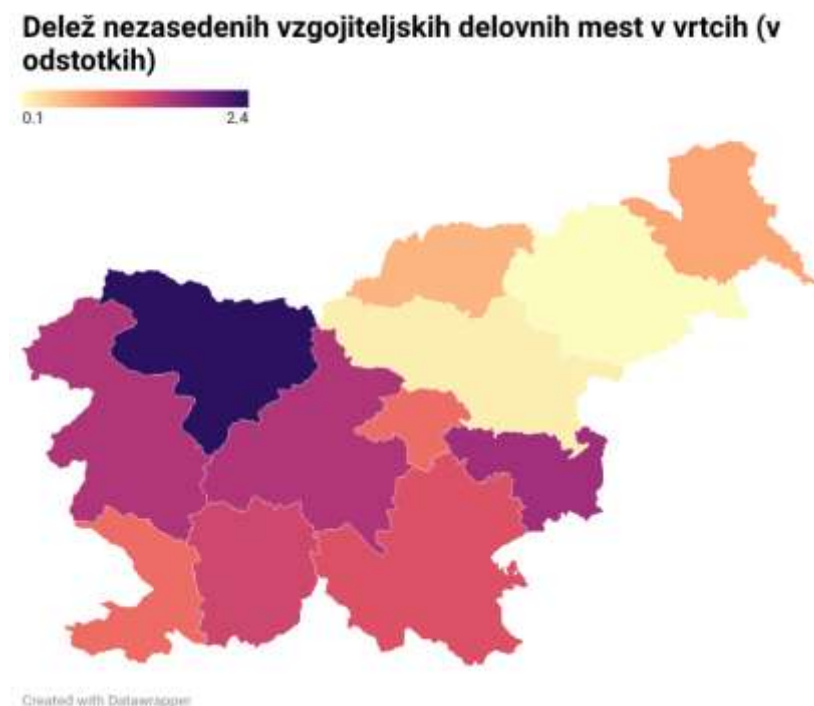 Delež nezasedenih vzgojiteljskih delovnih mest v vrtcih (v
odstotkih)
0.1
2.4
Created with Datawrapper